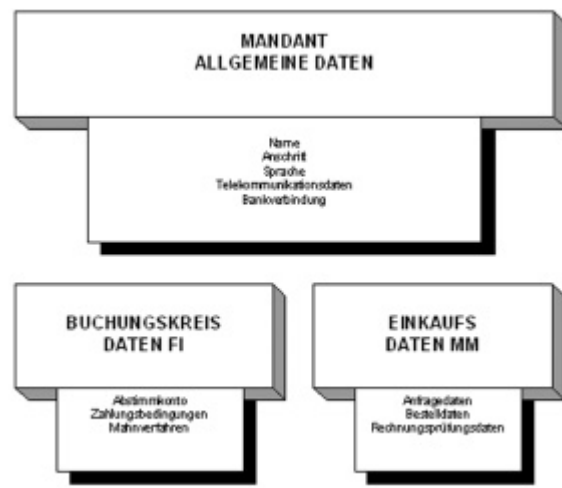 MANDANT
ALLGEMEINE DATEN
Name
Anschrift
Sprache
Telekommunikationsdaten
Bankverbindung
BUCHUNGSKREIS
DATEN FI
Abstimmkonto
Zahlungsbedingungen
Mahnverfahren
EINKAUFS
DATEN MM
Anfragedaten
Bestelldaten
Rechnungsprüfungsdaten